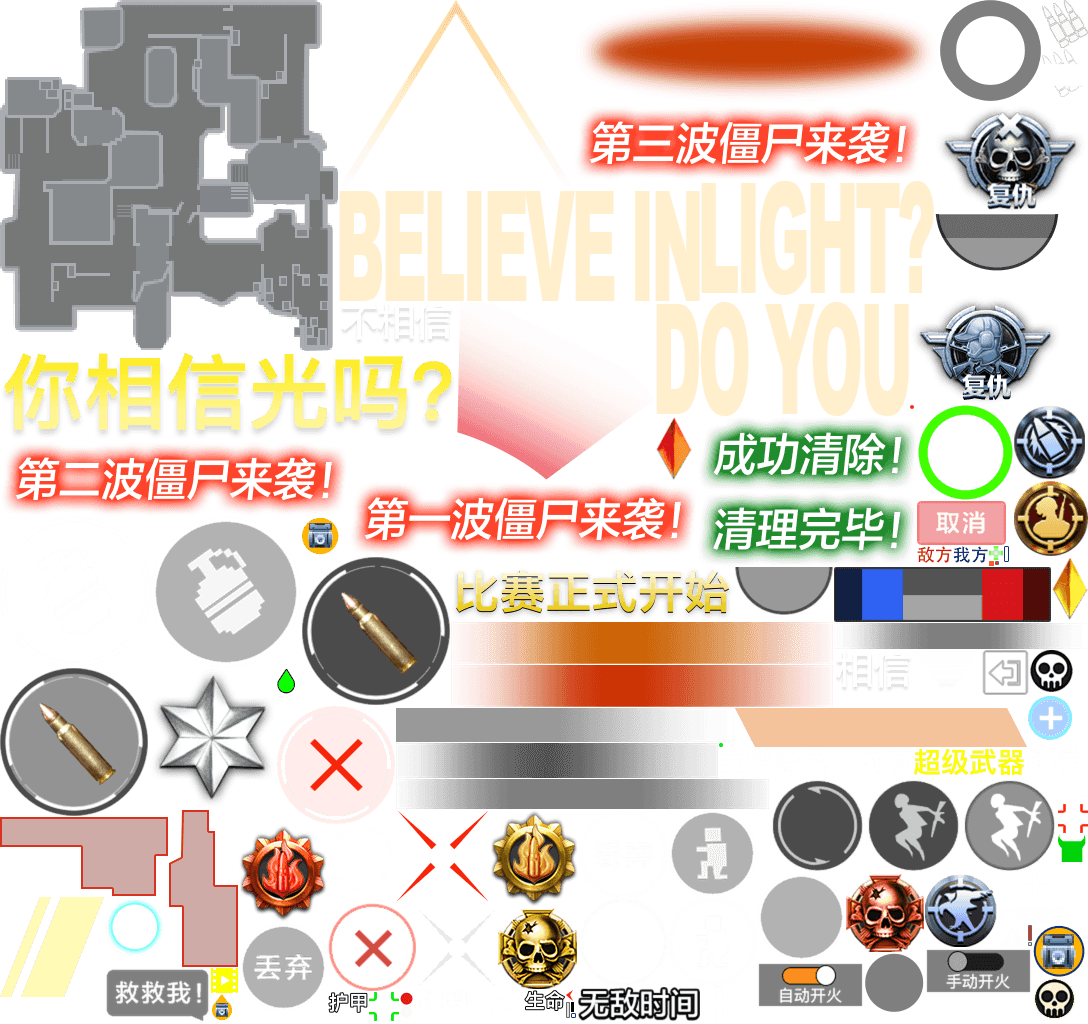 第三波僵尸来袭!
复仇
BELIEVE IN
LIGHT?
不相信
DO YOU
你相信光吗?
复仇
成功清除!
第二波僵尸来袭!
第一波僵尸来袭!
清理完毕!
取消
敌方我方
比赛正式开始
相信
超级武器
丢弃
救救我!
护甲
生命
无敌时间
自动开火
手动开火